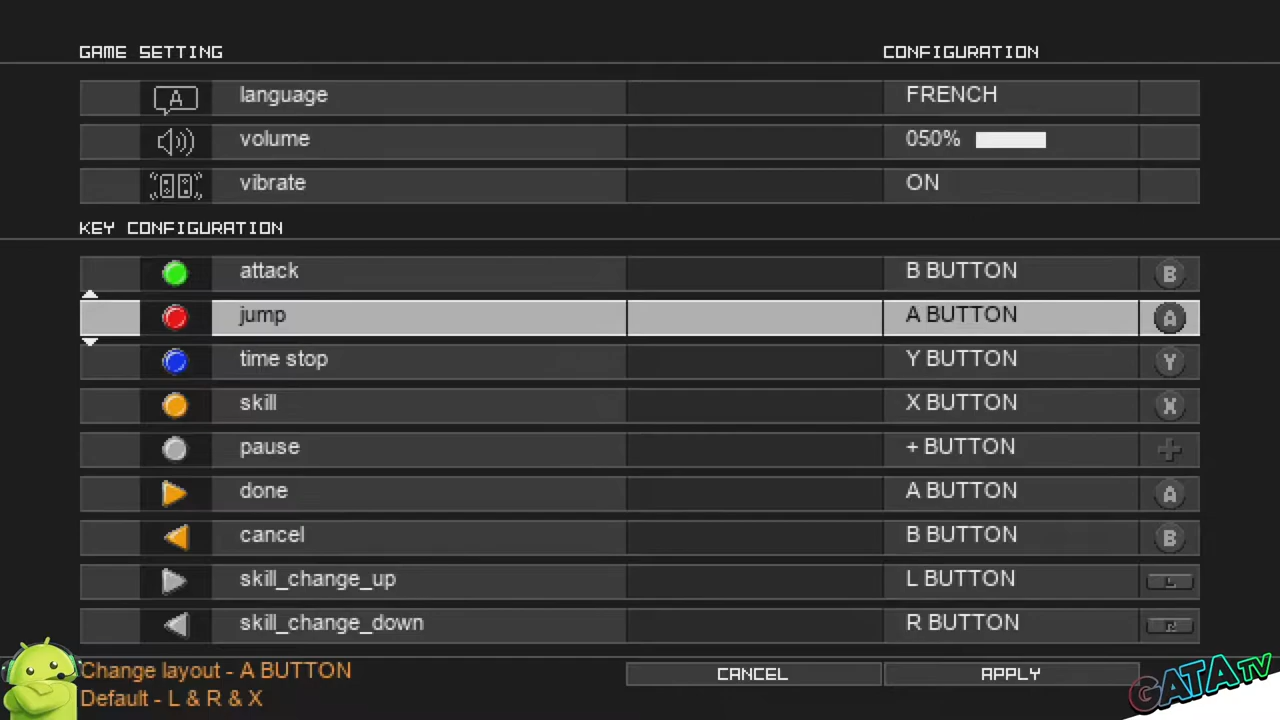 GAME SETTING CONFIGURATION
A language FRENCH
volume 050%
vibrate ON
KEY CONFIGURATION
attack B BUTTON B
jump A BUTTON A
time stop Y BUTTON Y
skill X BUTTON X
pause + BUTTON +
done A BUTTON A
cancel B BUTTON B
skill_change_up L BUTTON L
skill_change_down R BUTTON R
Change layout - A BUTTON
Default - L & R & X
CANCEL APPLY
GATATV